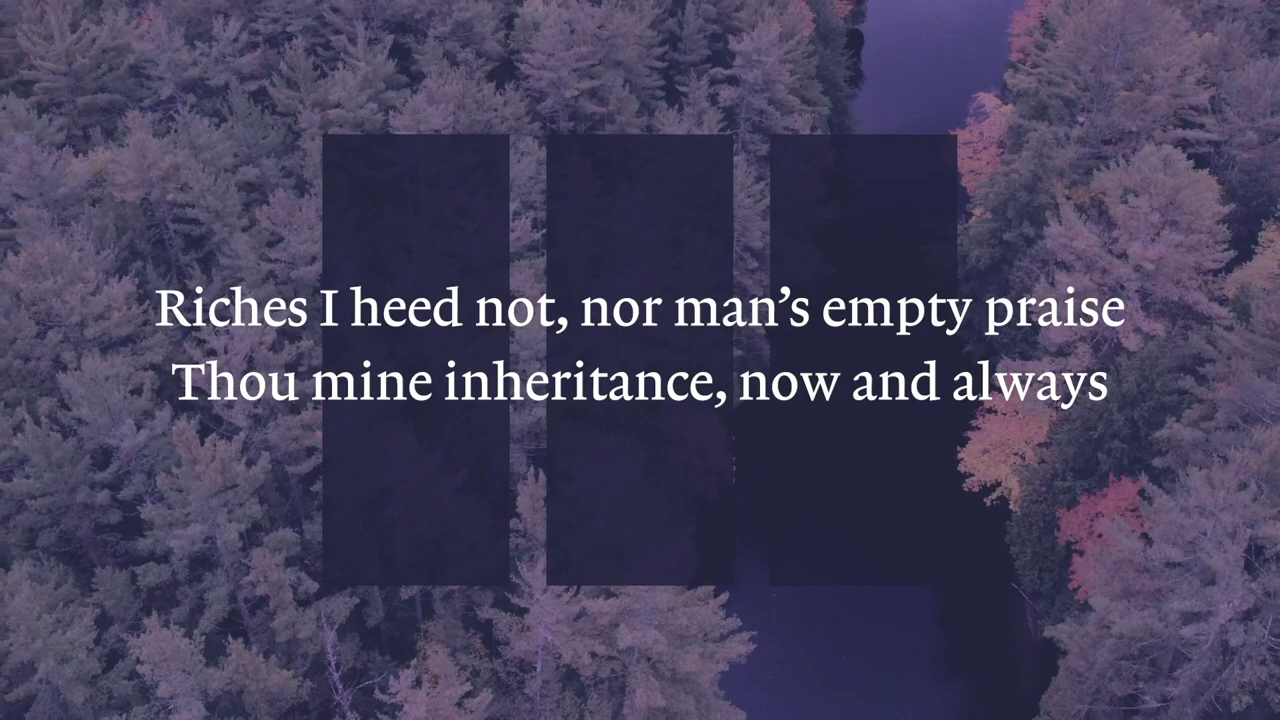 Riches I heed not, nor man’s empty praise
Thou mine inheritance, now and always